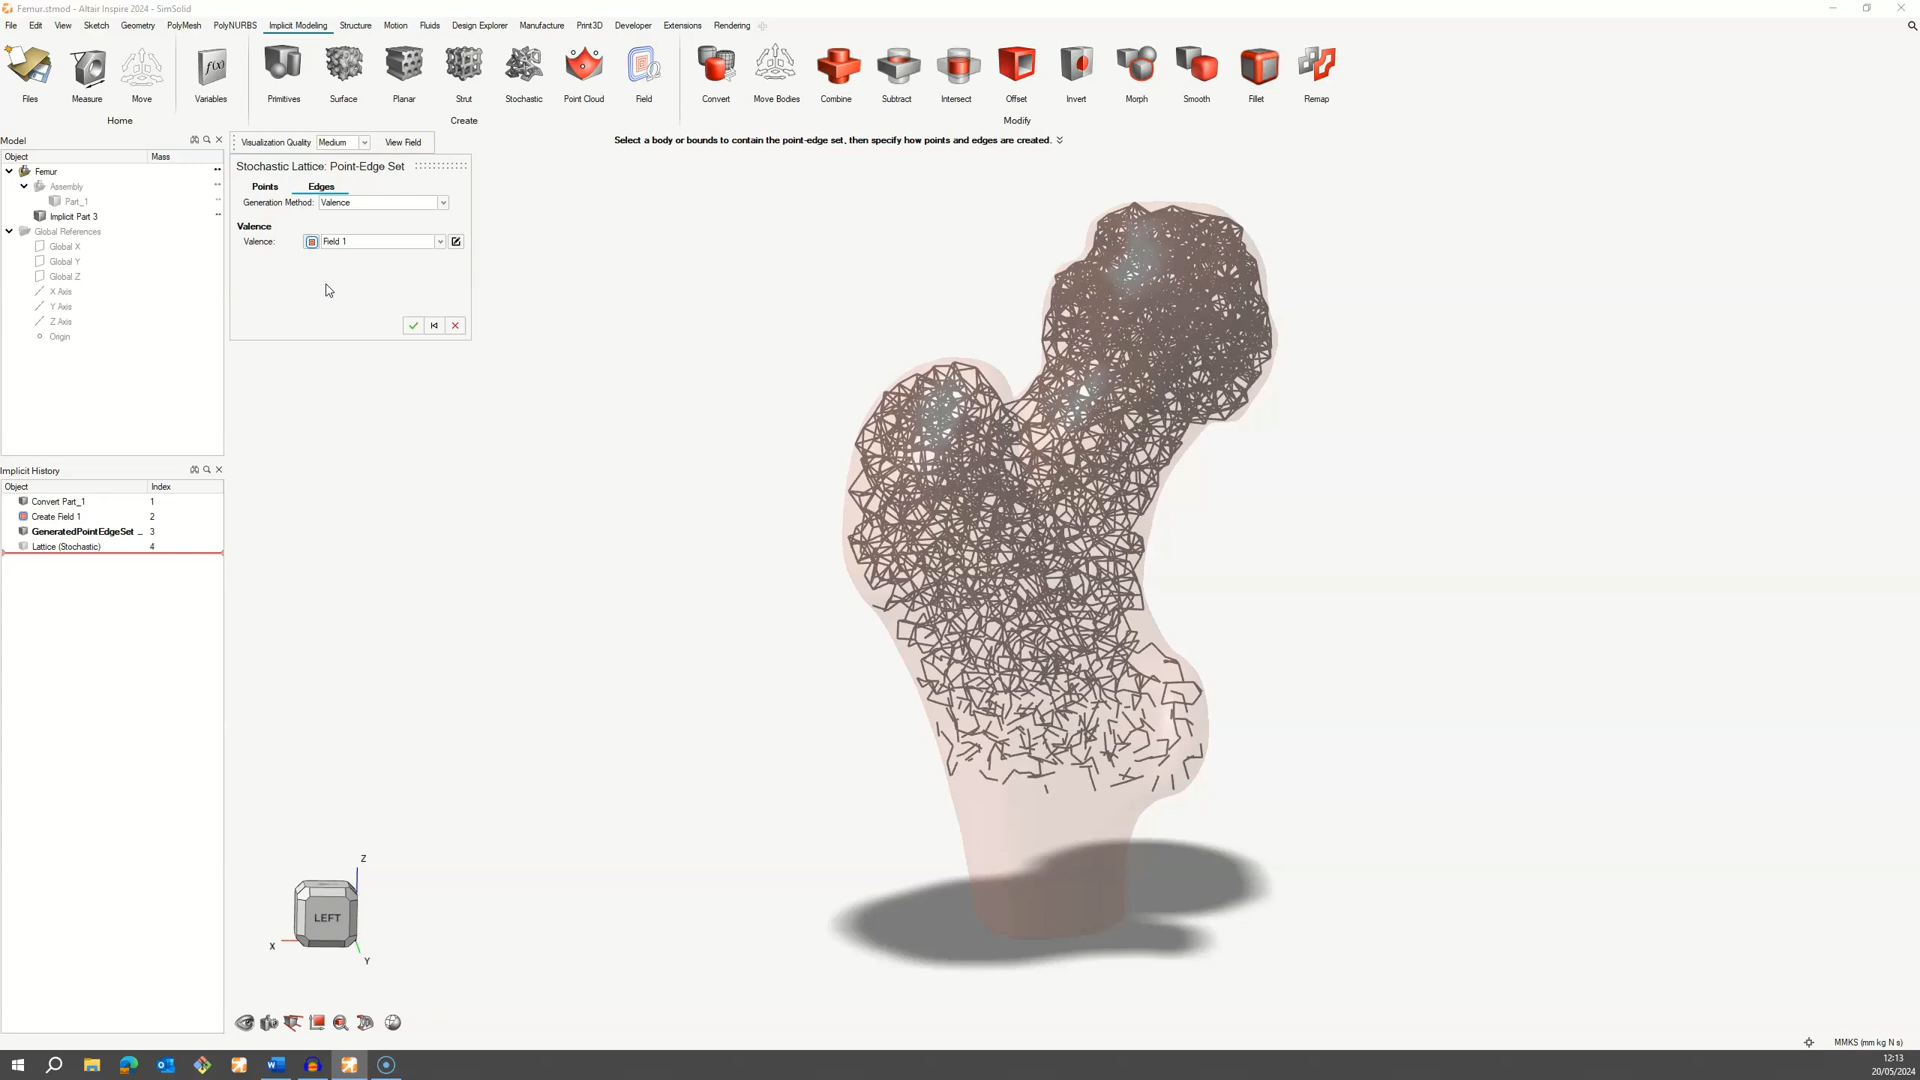 Femur.stmod - Altair Inspire 2024 - SimSolid
File Edit View Sketch Geometry PolyMesh PolyNURBS Implicit Modeling Structure Motion Fluids Design Explorer Manufacture Print3D Developer Extensions Rendering
f(x)
Files Measure Move Variables Primitives Surface Planar Strut Stochastic Point Cloud Field Convert Move Bodies Combine Subtract Intersect Offset Invert Morph Smooth Fillet Remap
Home Create Modify
Model
Object Mass
Femur
Assembly
Part_1
Implicit Part 3
Global References
Global X
Global Y
Global Z
X Axis
Y Axis
Z Axis
Origin
Visualization Quality Medium View Field
Select a body or bounds to contain the point-edge set, then specify how points and edges are created.
Stochastic Lattice: Point-Edge Set
Points Edges
Generation Method: Valence
Valence
Valence: Field 1
Implicit History
Object Index
Convert Part_1 1
Create Field 1 2
GeneratedPointEdgeSet ... 3
Lattice (Stochastic) 4
Z
LEFT
X
Y
MMKS (mm kg N s)
12:13
20/05/2024